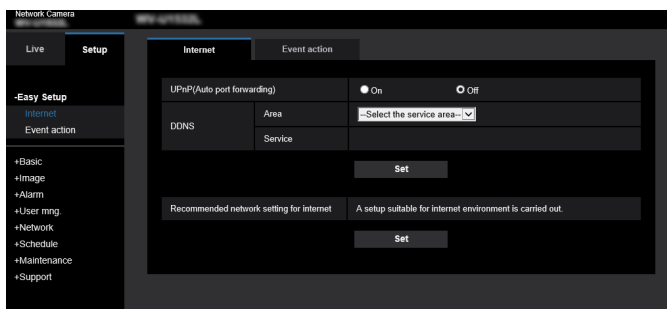 Network Camera
Live
Setup
-Easy Setup
Internet
Event action
+Basic
+Image
+Alarm
+User mng.
+Network
+Schedule
+Maintenance
+Support
Internet
Event action
UPnP(Auto port forwarding)
On
Off
DDNS
Area
--Select the service area--
Service
Set
Recommended network setting for internet
A setup suitable for internet environment is carried out.
Set